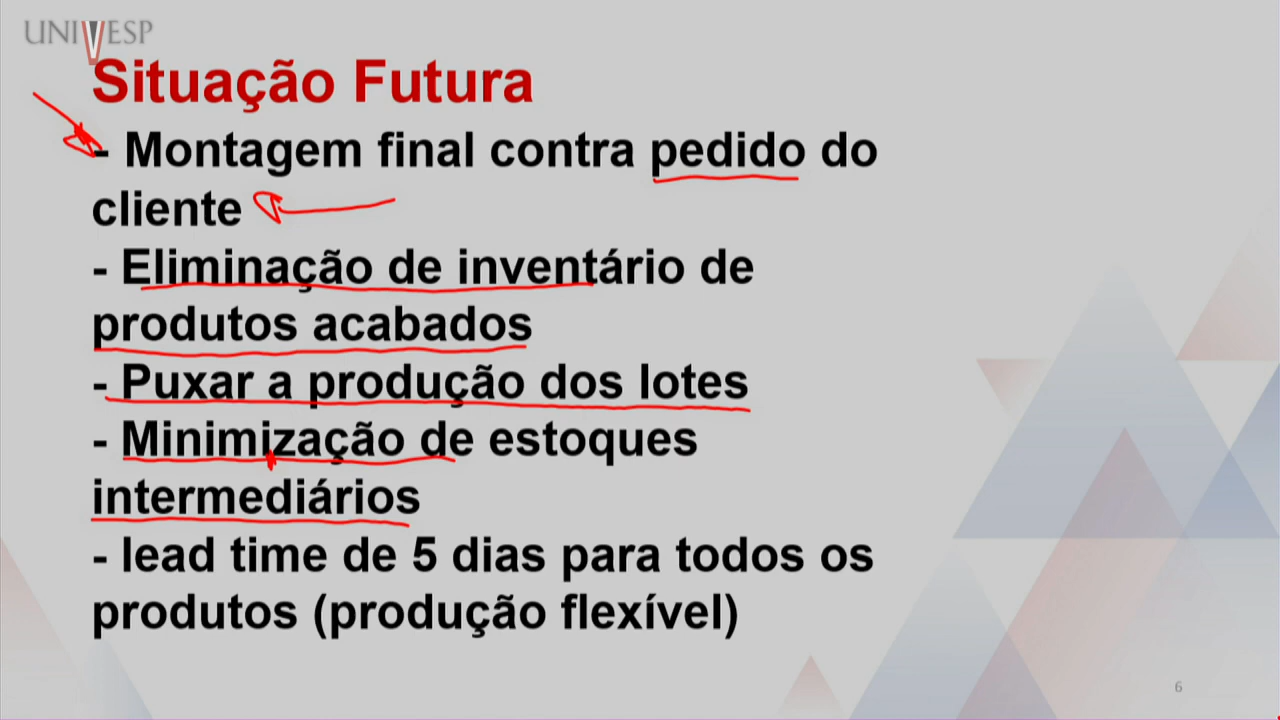 UNIVESP
Situação Futura
- Montagem final contra pedido do
cliente
- Eliminação de inventário de
produtos acabados
- Puxar a produção dos lotes
- Minimização de estoques
intermediários
- lead time de 5 dias para todos os
produtos (produção flexível)
6